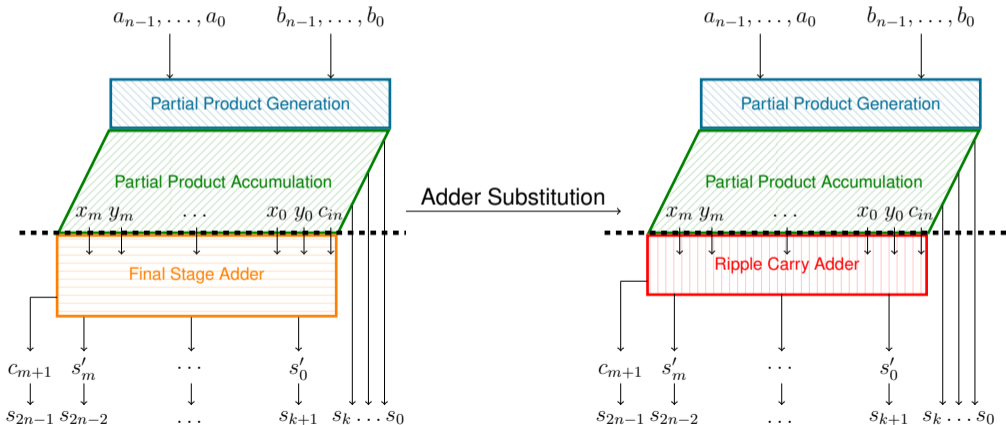 a_{n-1}, ..., a_0 b_{n-1}, ..., b_0
Partial Product Generation
Partial Product Accumulation
x_m y_m ... x_0 y_0 c_{in}
Final Stage Adder
c_{m+1} s'_m ... s'_0
s_{2n-1} s_{2n-2} ... s_{k+1} s_k ... s_0
Adder Substitution
a_{n-1}, ..., a_0 b_{n-1}, ..., b_0
Partial Product Generation
Partial Product Accumulation
x_m y_m ... x_0 y_0 c_{in}
Ripple Carry Adder
c_{m+1} s'_m ... s'_0
s_{2n-1} s_{2n-2} ... s_{k+1} s_k ... s_0